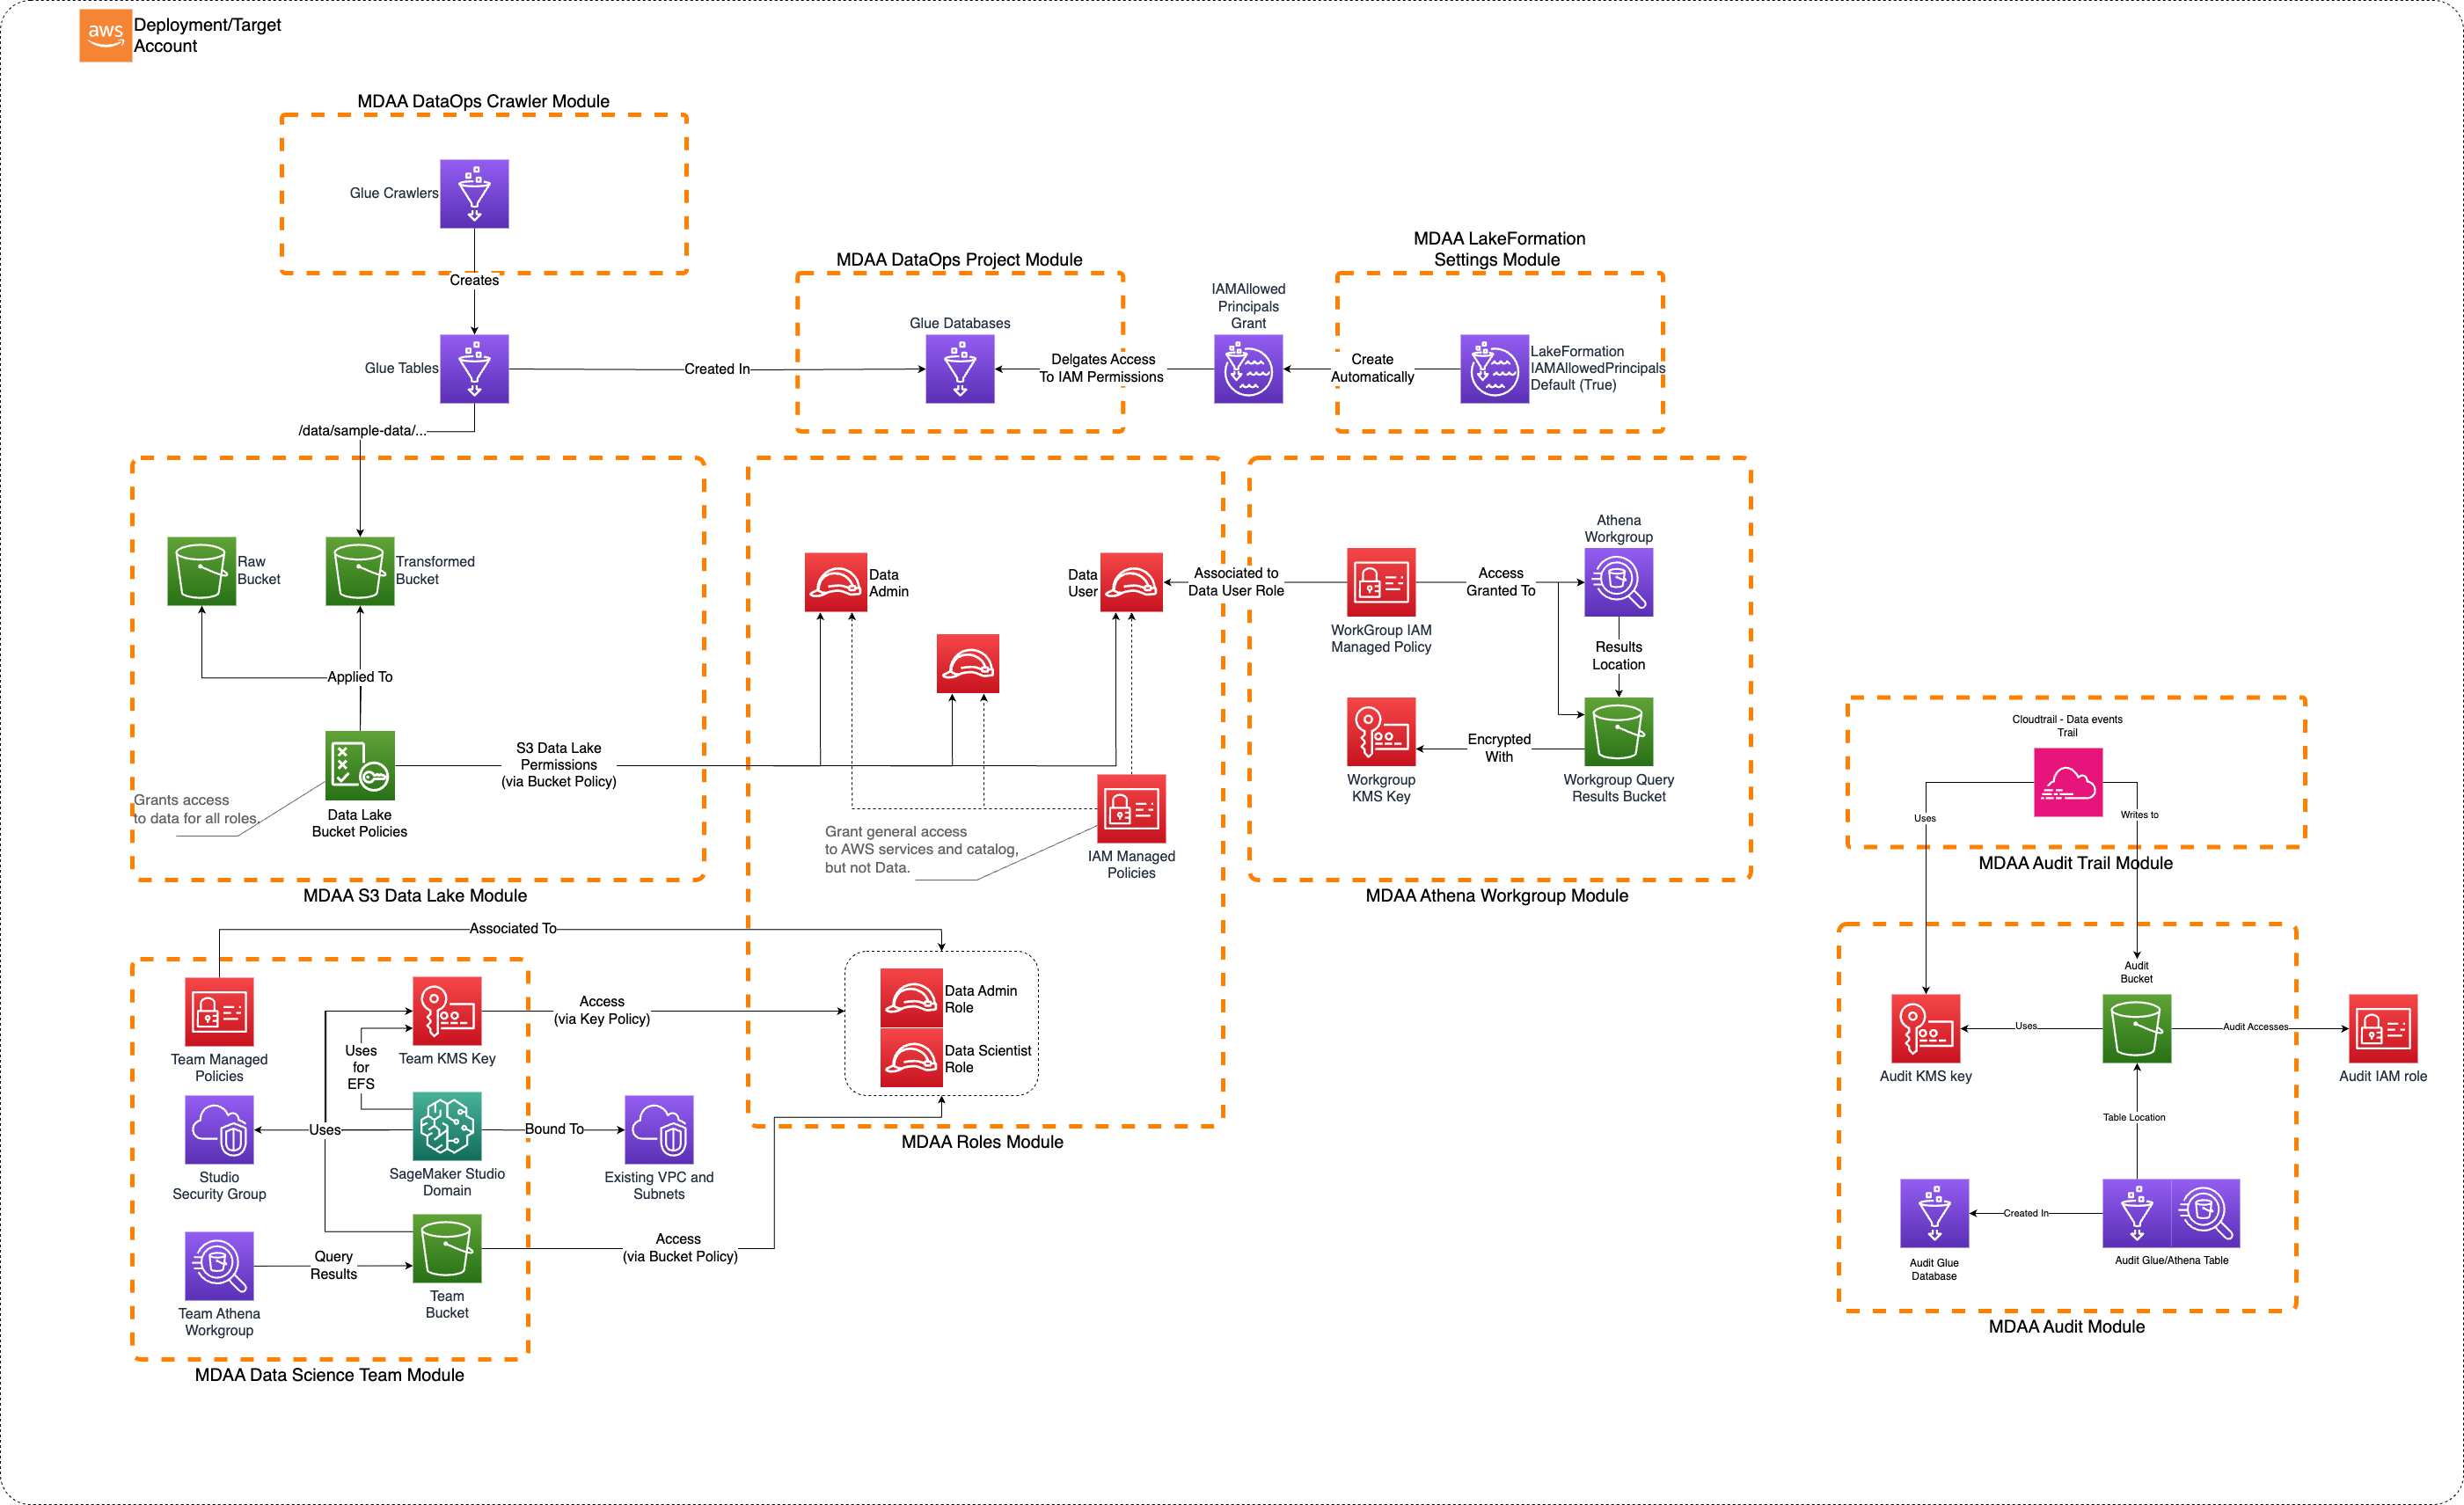 aws
Deployment/Target
Account
MDAA DataOps Crawler Module
Glue Crawlers
Creates
Glue Tables
Created In
/data/sample-data/...
MDAA DataOps Project Module
Glue Databases
Delgates Access
To IAM Permissions
IAMAllowed
Principals
Grant
MDAA LakeFormation
Settings Module
Create
Automatically
LakeFormation
IAMAllowedPrincipals
Default (True)
Raw
Bucket
Transformed
Bucket
Applied To
S3 Data Lake
Permissions
(via Bucket Policy)
Grants access
to data for all roles.
Data Lake
Bucket Policies
MDAA S3 Data Lake Module
Data
Admin
Data
User
Grant general access
to AWS services and catalog,
but not Data.
IAM Managed
Policies
Associated to
Data User Role
WorkGroup IAM
Managed Policy
Access
Granted To
Athena
Workgroup
Results
Location
Encrypted
With
Workgroup
KMS Key
Workgroup Query
Results Bucket
MDAA Athena Workgroup Module
Cloudtrail - Data events
Trail
Uses
Writes to
MDAA Audit Trail Module
Associated To
Team Managed
Policies
Team KMS Key
Access
(via Key Policy)
Uses
for
EFS
Data Admin
Role
Data Scientist
Role
Uses
Studio
Security Group
SageMaker Studio
Domain
Bound To
Existing VPC and
Subnets
MDAA Roles Module
Team Athena
Workgroup
Query
Results
Team
Bucket
Access
(via Bucket Policy)
MDAA Data Science Team Module
Audit
Bucket
Uses
Audit Accesses
Audit KMS key
Audit IAM role
Table Location
Created In
Audit Glue
Database
Audit Glue/Athena Table
MDAA Audit Module